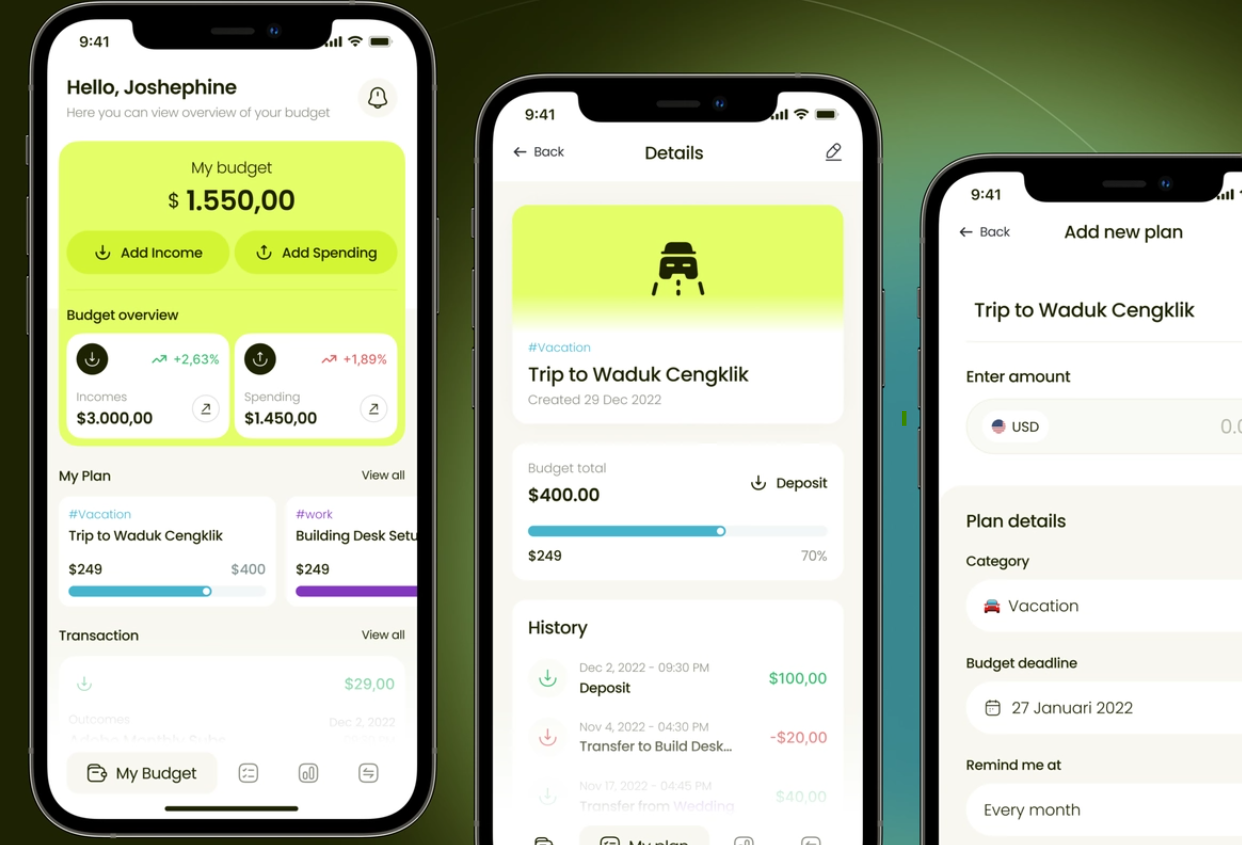 9:41
Hello, Joshephine
Here you can view overview of your budget
My budget
$ 1.550,00
Add Income
Add Spending
Budget overview
+2,63%
+1,89%
Incomes
$3.000,00
Spending
$1.450,00
My Plan
View all
#Vacation
Trip to Waduk Cengklik
$249
$400
#work
Building Desk Setu
$249
Transaction
View all
$29,00
Outcomes
Dec 2, 2022
Adobe Monthly Subs
My Budget
9:41
Back
Details
#Vacation
Trip to Waduk Cengklik
Created 29 Dec 2022
Budget total
$400.00
Deposit
$249
70%
History
Dec 2, 2022 - 09:30 PM
Deposit
$100,00
Nov 4, 2022 - 04:30 PM
Transfer to Build Desk...
-$20,00
Nov 17, 2022 - 04:45 PM
Transfer from Wedding
$40,00
My plan
9:41
Back
Add new plan
Trip to Waduk Cengklik
Enter amount
USD
0.0
Plan details
Category
Vacation
Budget deadline
27 Januari 2022
Remind me at
Every month